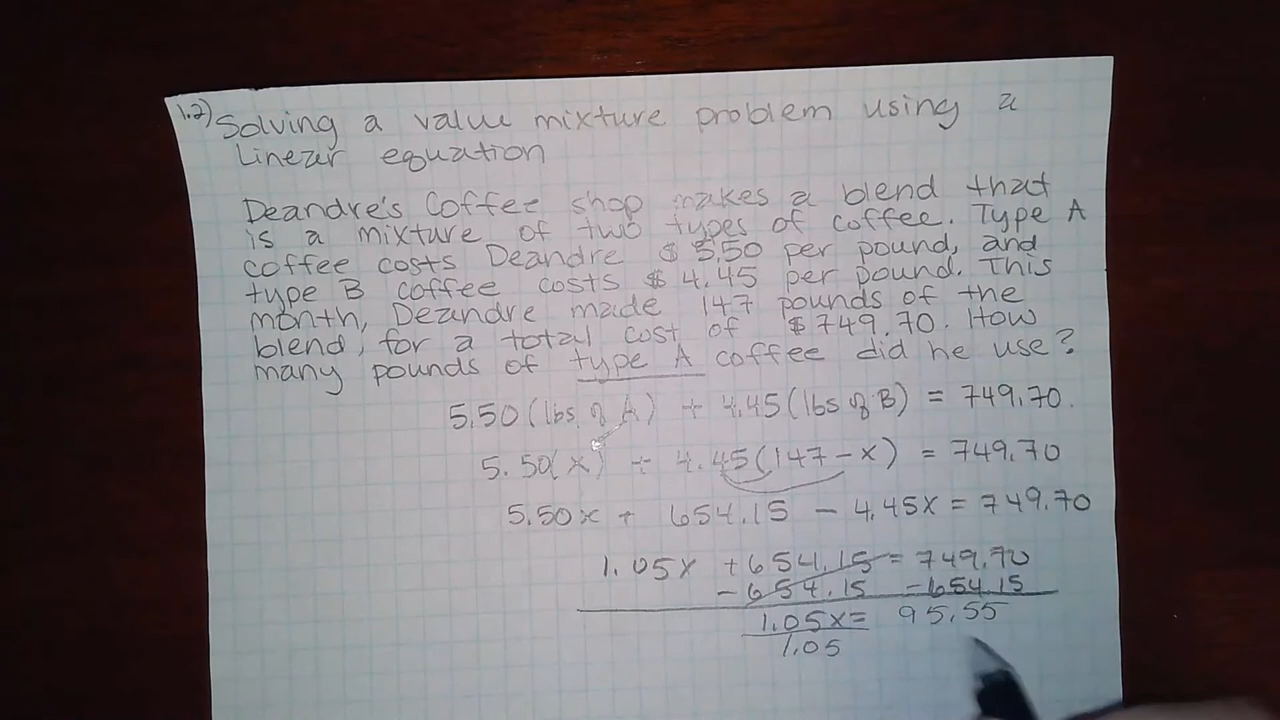 1.2) Solving a value mixture problem using a
linear equation
Deandre's Coffee shop makes a blend that
is a mixture of two types of coffee. Type A
coffee costs Deandre $ 5.50 per pound, and
type B coffee costs $ 4.45 per pound. This
month, Deandre made 147 pounds of the
blend, for a total cost of $749.70. How
many pounds of type A coffee did he use?
5.50 (lbs of A) + 4.45 (lbs of B) = 749.70.
5.50(x) + 4.45(147 - x) = 749.70
5.50x + 654.15 - 4.45x = 749.70
1.05x + 654.15 = 749.70
- 654.15 - 654.15
1.05x = 95.55
1.05